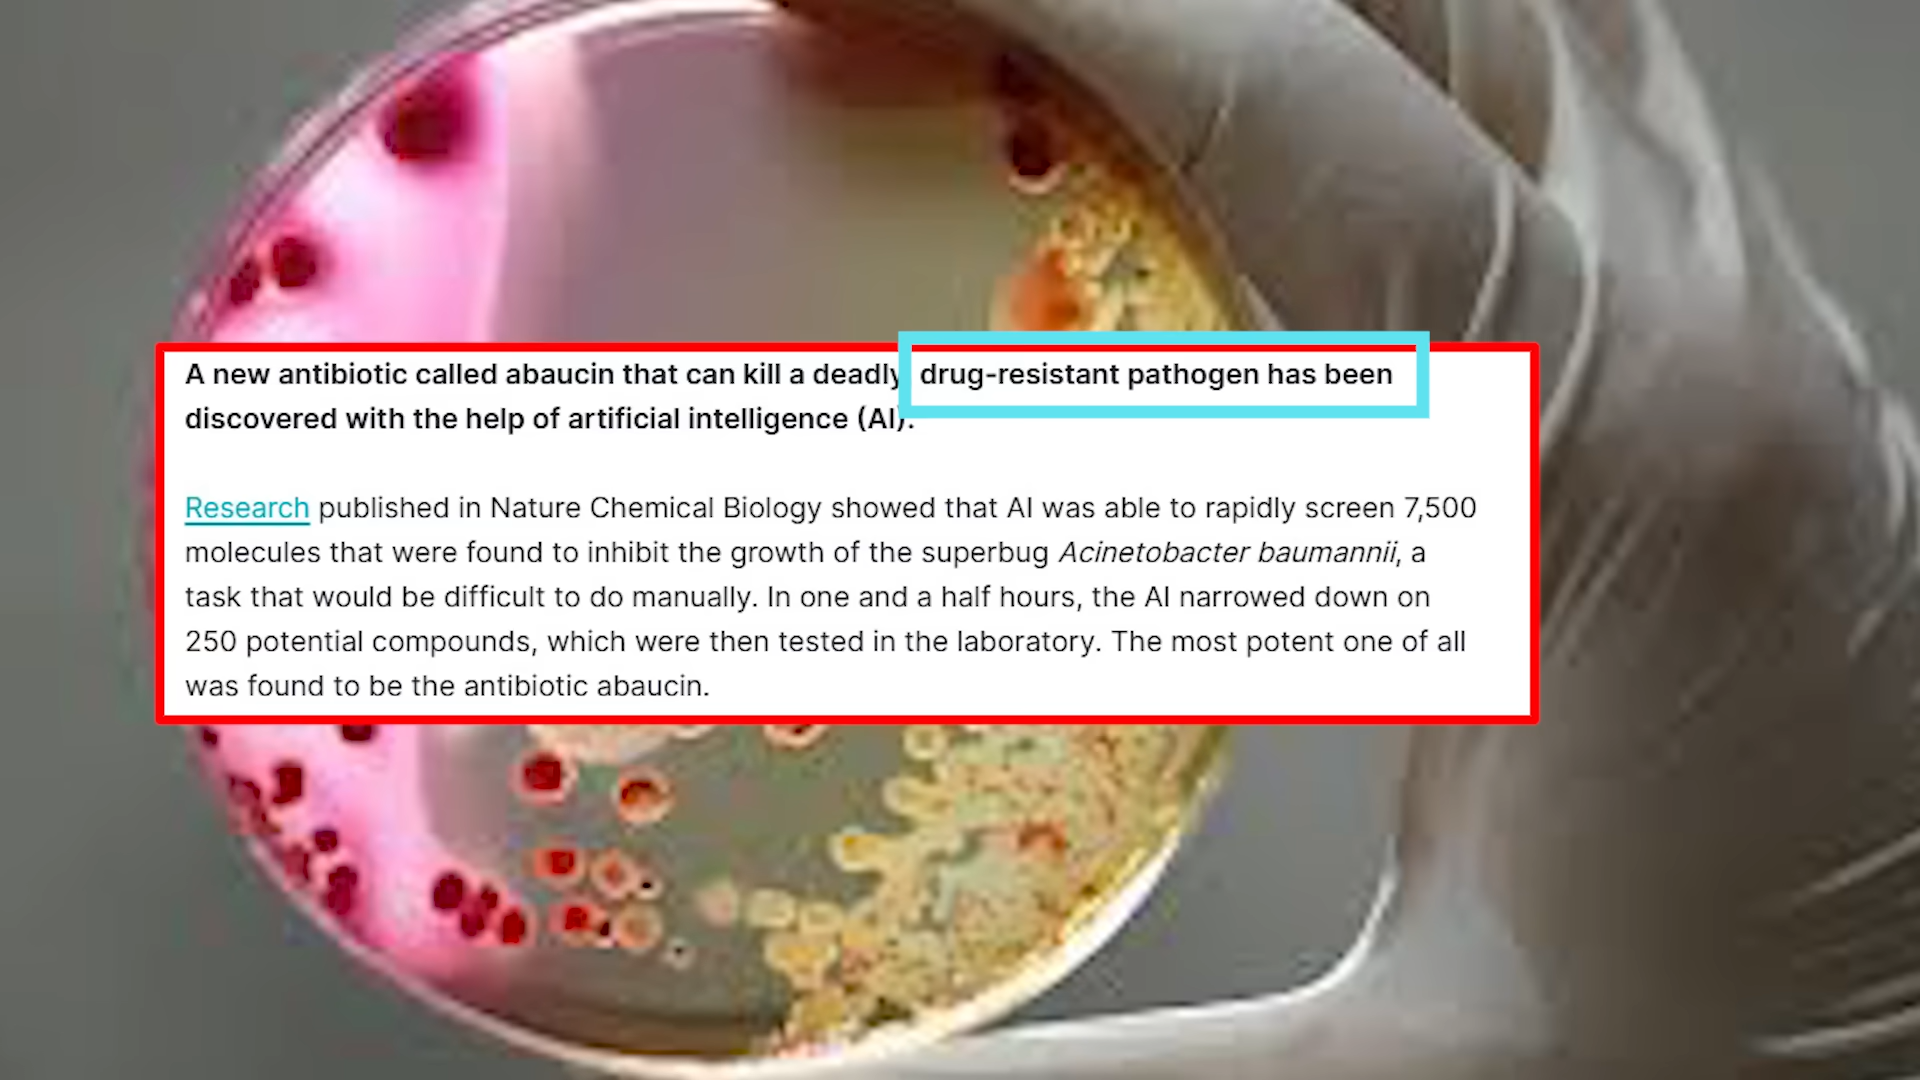 A new antibiotic called abaucin that can kill a deadly drug-resistant pathogen has been
discovered with the help of artificial intelligence (AI).
Research published in Nature Chemical Biology showed that AI was able to rapidly screen 7,500
molecules that were found to inhibit the growth of the superbug Acinetobacter baumannii, a
task that would be difficult to do manually. In one and a half hours, the AI narrowed down on
250 potential compounds, which were then tested in the laboratory. The most potent one of all
was found to be the antibiotic abaucin.